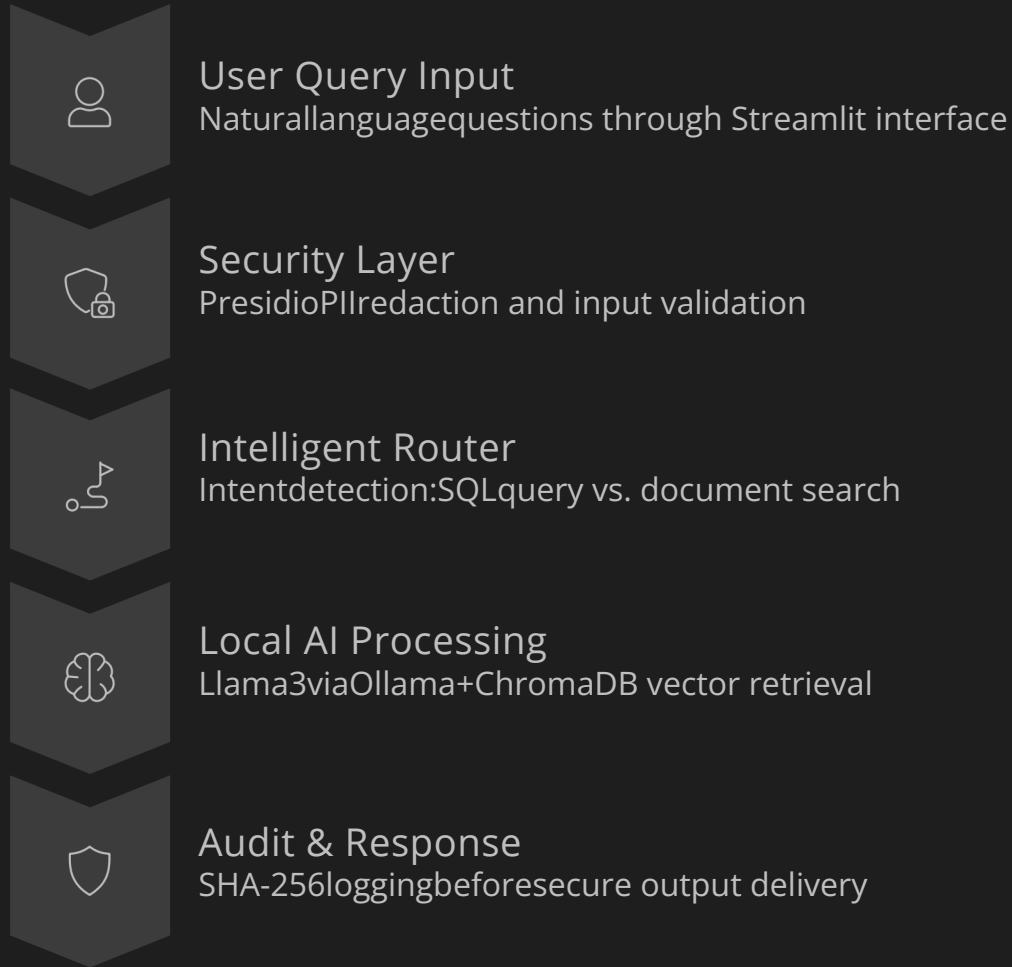 User Query Input
Naturallanguagequestions through Streamlit interface
Security Layer
PresidioPIIredaction and input validation
Intelligent Router
Intentdetection:SQLquery vs. document search
Local AI Processing
Llama3viaOllama+ChromaDB vector retrieval
Audit & Response
SHA-256loggingbeforesecure output delivery